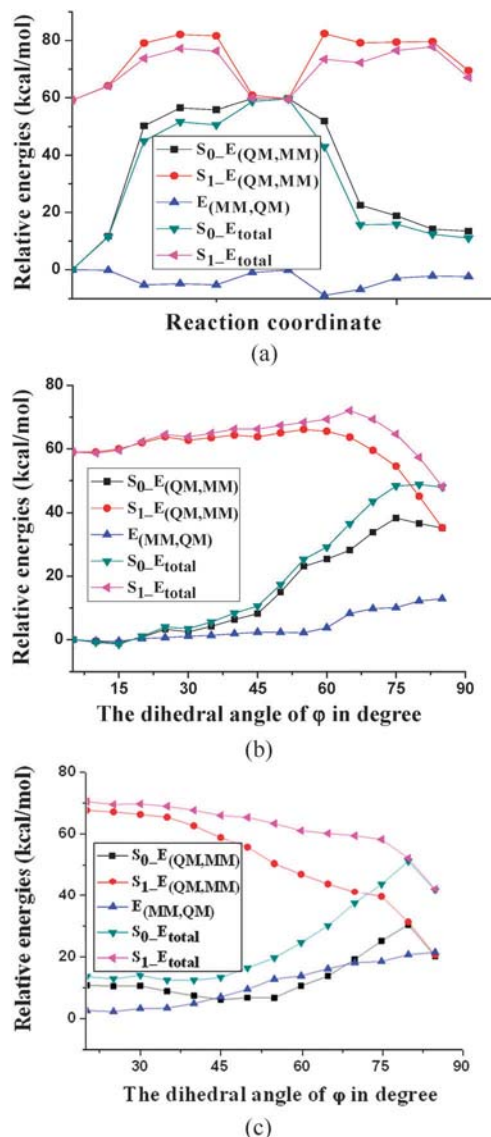 80
60
40
20
0
Relative energies (kcal/mol)
S0_E(QM,MM)
S1_E(QM,MM)
E(MM,QM)
S0_Etotal
S1_Etotal
Reaction coordinate
(a)
80
60
40
20
0
Relative energies (kcal/mol)
S0_E(QM,MM)
S1_E(QM,MM)
E(MM,QM)
S0_Etotal
S1_Etotal
15 30 45 60 75 90
The dihedral angle of φ in degree
(b)
80
60
40
20
0
Relative energies (kcal/mol)
S0_E(QM,MM)
S1_E(QM,MM)
E(MM,QM)
S0_Etotal
S1_Etotal
30 45 60 75 90
The dihedral angle of φ in degree
(c)